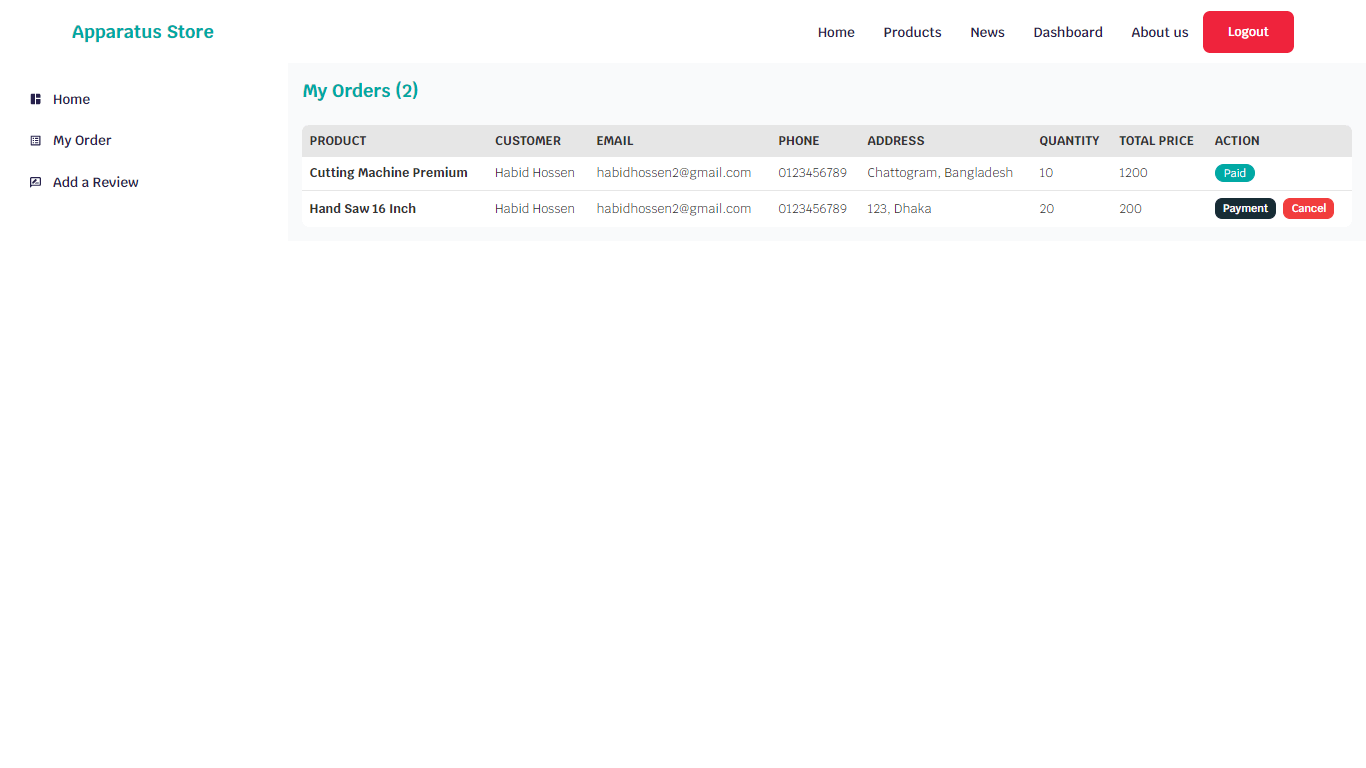 Apparatus Store Home Products News Dashboard About us Logout
Home
My Order
Add a Review
My Orders (2)
PRODUCT CUSTOMER EMAIL PHONE ADDRESS QUANTITY TOTAL PRICE ACTION
Cutting Machine Premium Habid Hossen habidhossen2@gmail.com 0123456789 Chattogram, Bangladesh 10 1200 Paid
Hand Saw 16 Inch Habid Hossen habidhossen2@gmail.com 0123456789 123, Dhaka 20 200 Payment Cancel